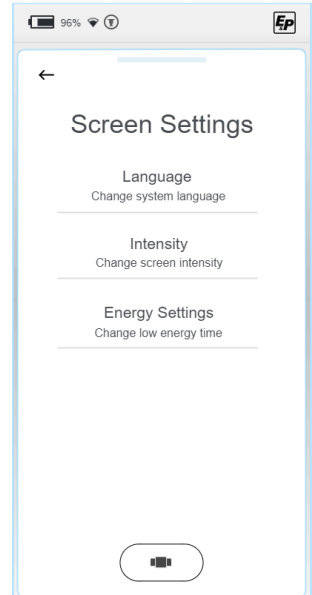 96%
EP
Screen Settings
Language
Change system language
Intensity
Change screen intensity
Energy Settings
Change low energy time